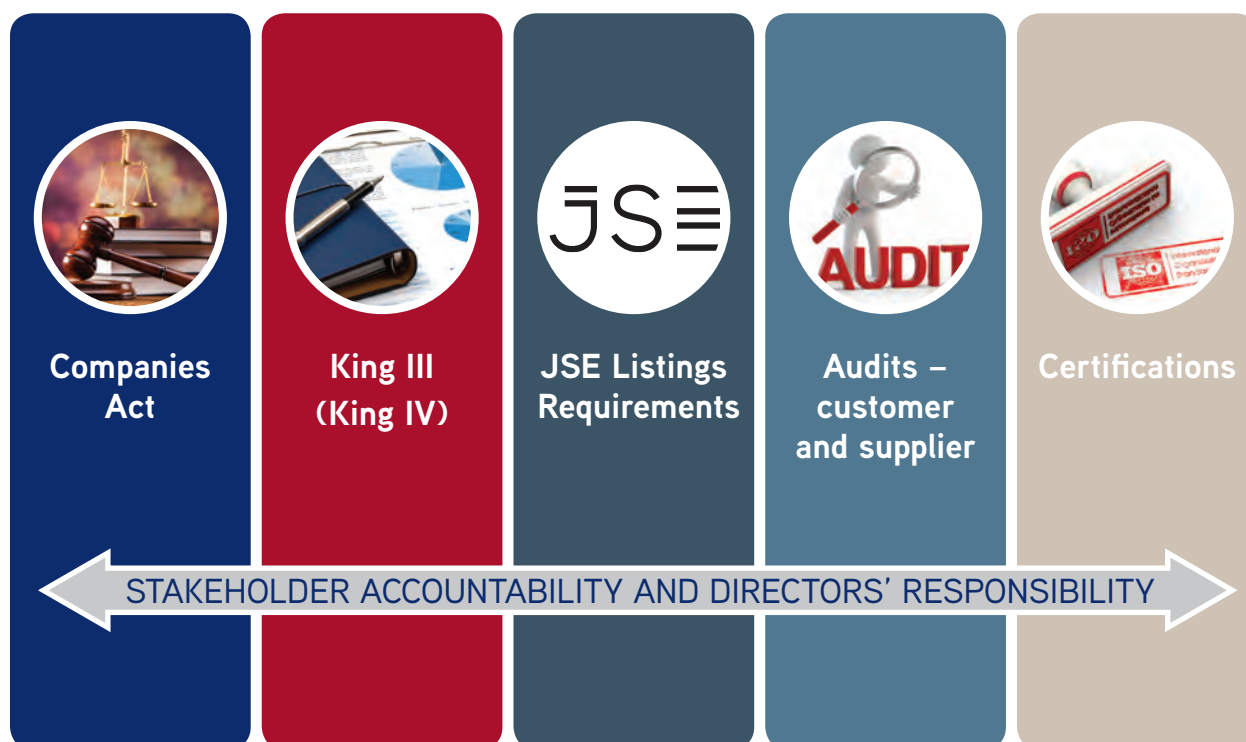 JSE
AUDIT
ISO
Companies
Act
King III
(King IV)
JSE Listings
Requirements
Audits –
customer
and supplier
Certifications
STAKEHOLDER ACCOUNTABILITY AND DIRECTORS’ RESPONSIBILITY